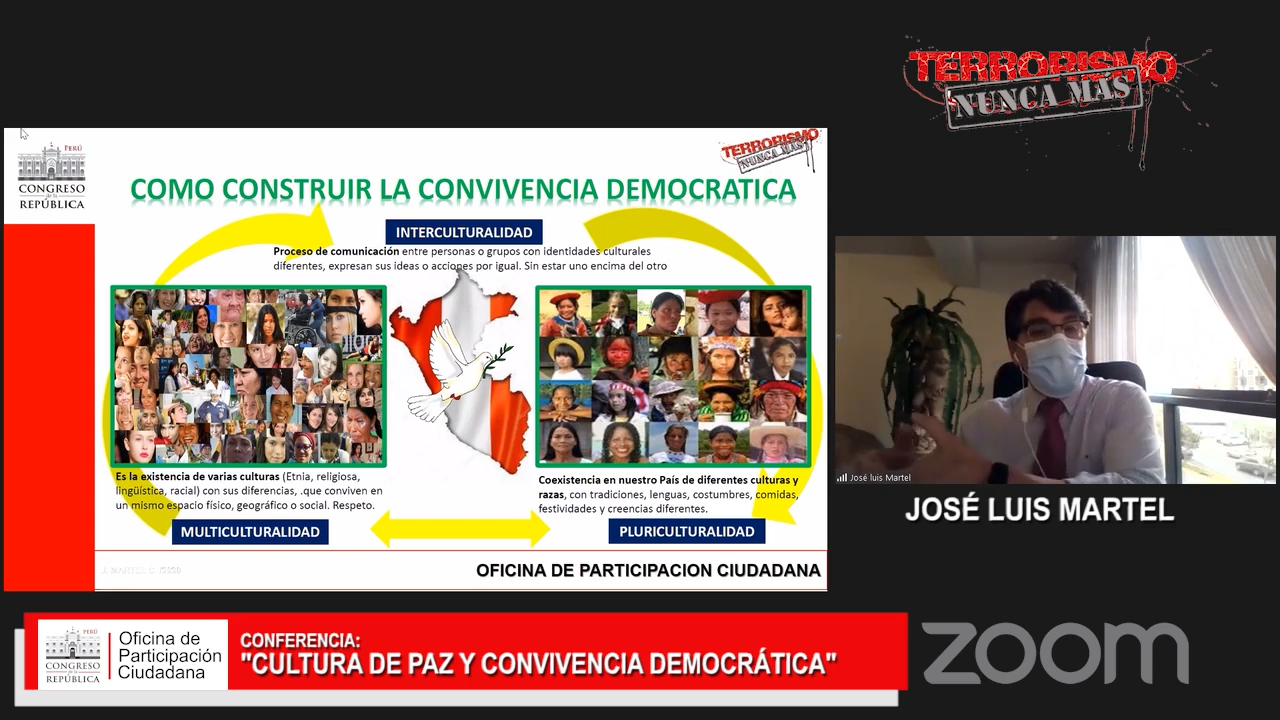 TERRORISMO
NUNCA MÁS
TERRORISMO
NUNCA MÁS
PERÚ
CONGRESO
de la
REPÚBLICA
COMO CONSTRUIR LA CONVIVENCIA DEMOCRATICA
INTERCULTURALIDAD
Proceso de comunicación entre personas o grupos con identidades culturales
diferentes, expresan sus ideas o acciones por igual. Sin estar uno encima del otro
Es la existencia de varias culturas (Etnia, religiosa,
lingüística, racial) con sus diferencias, .que conviven en
un mismo espacio físico, geográfico o social. Respeto.
MULTICULTURALIDAD
Coexistencia en nuestro País de diferentes culturas y
razas, con tradiciones, lenguas, costumbres, comidas,
festividades y creencias diferentes.
PLURICULTURALIDAD
OFICINA DE PARTICIPACION CIUDADANA
José luis Martel
JOSÉ LUIS MARTEL
PERÚ
CONGRESO
de la
REPÚBLICA
Oficina de
Participación
Ciudadana
CONFERENCIA:
"CULTURA DE PAZ Y CONVIVENCIA DEMOCRÁTICA"
zoom